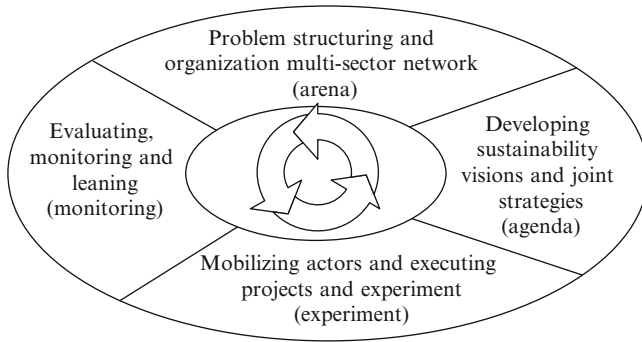 Problem structuring and
organization multi-sector network
(arena)
Developing
sustainability
visions and joint
strategies
(agenda)
Mobilizing actors and executing
projects and experiment
(experiment)
Evaluating,
monitoring and
leaning
(monitoring)